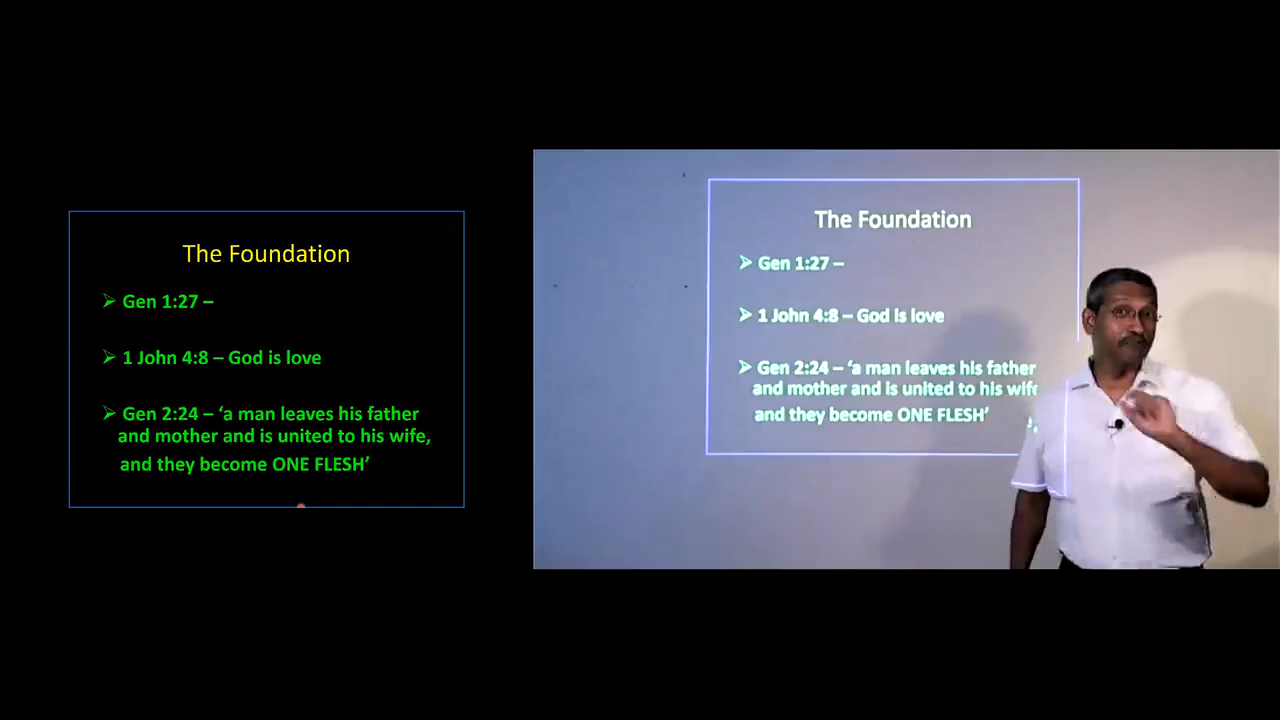 The Foundation
➢ Gen 1:27 –
➢ 1 John 4:8 – God is love
➢ Gen 2:24 – ‘a man leaves his father
and mother and is united to his wife,
and they become ONE FLESH’
The Foundation
➢ Gen 1:27 –
➢ 1 John 4:8 – God is love
➢ Gen 2:24 – ‘a man leaves his father
and mother and is united to his wife,
and they become ONE FLESH’